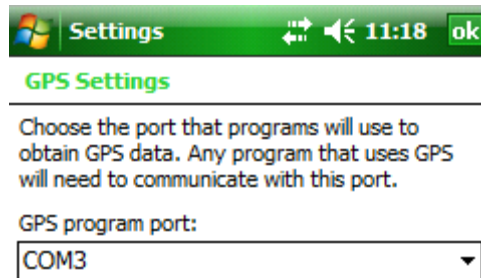 Settings 11:18 ok
GPS Settings
Choose the port that programs will use to
obtain GPS data. Any program that uses GPS
will need to communicate with this port.
GPS program port:
COM3